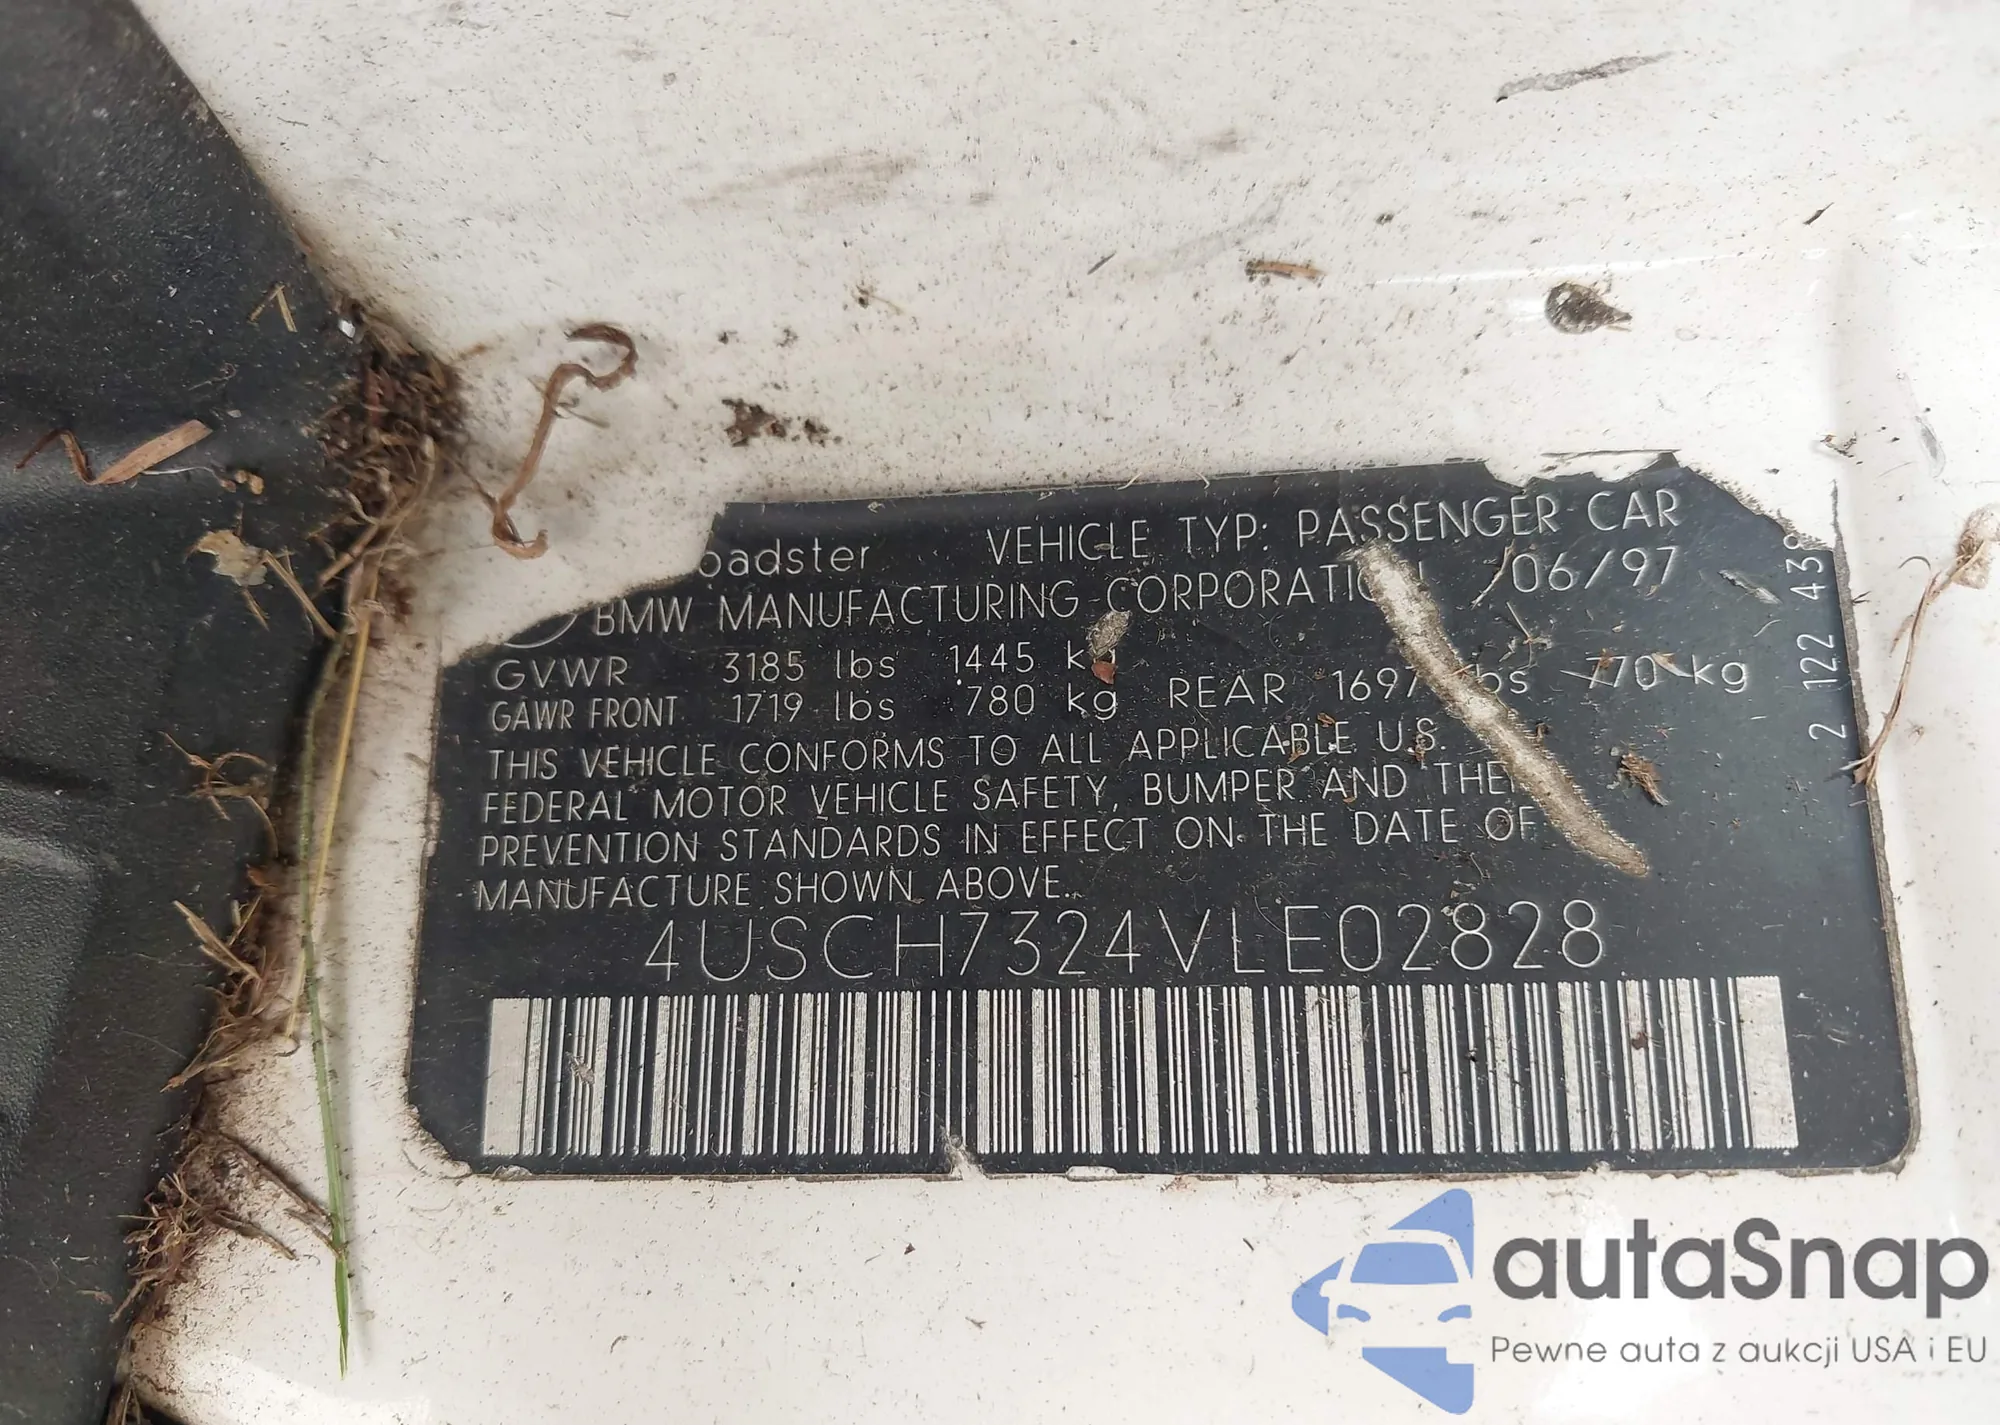 oadster VEHICLE TYP: PASSENGER CAR
BMW MANUFACTURING CORPORATION 06/97
GVWR 3185 lbs 1445 kg
GAWR FRONT 1719 lbs 780 kg REAR 1697 lbs 770 kg
THIS VEHICLE CONFORMS TO ALL APPLICABLE U.S.
FEDERAL MOTOR VEHICLE SAFETY, BUMPER AND THE
PREVENTION STANDARDS IN EFFECT ON THE DATE OF
MANUFACTURE SHOWN ABOVE.
4USCH7324VLE02828
2 122 43
autaSnap
Pewne auta z aukcji USA i EU